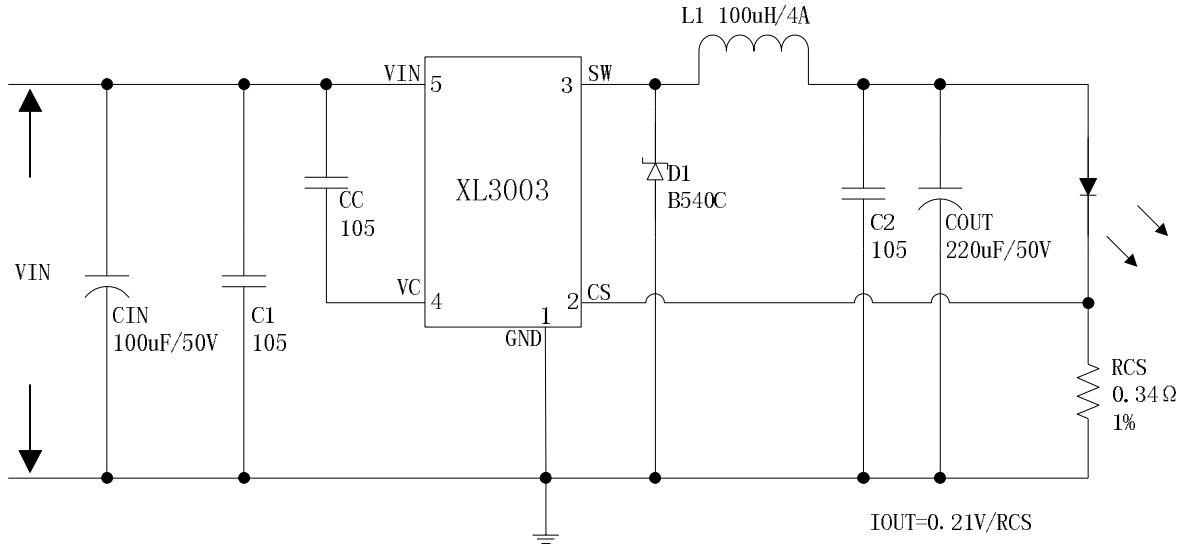 L1 100uH/4A
VIN
5
3
SW
XL3003
CC
105
D1
B540C
C2
105
COUT
220uF/50V
VIN
VC
4
2
CS
1
GND
CIN
100uF/50V
C1
105
RCS
0.34Ω
1%
IOUT=0.21V/RCS